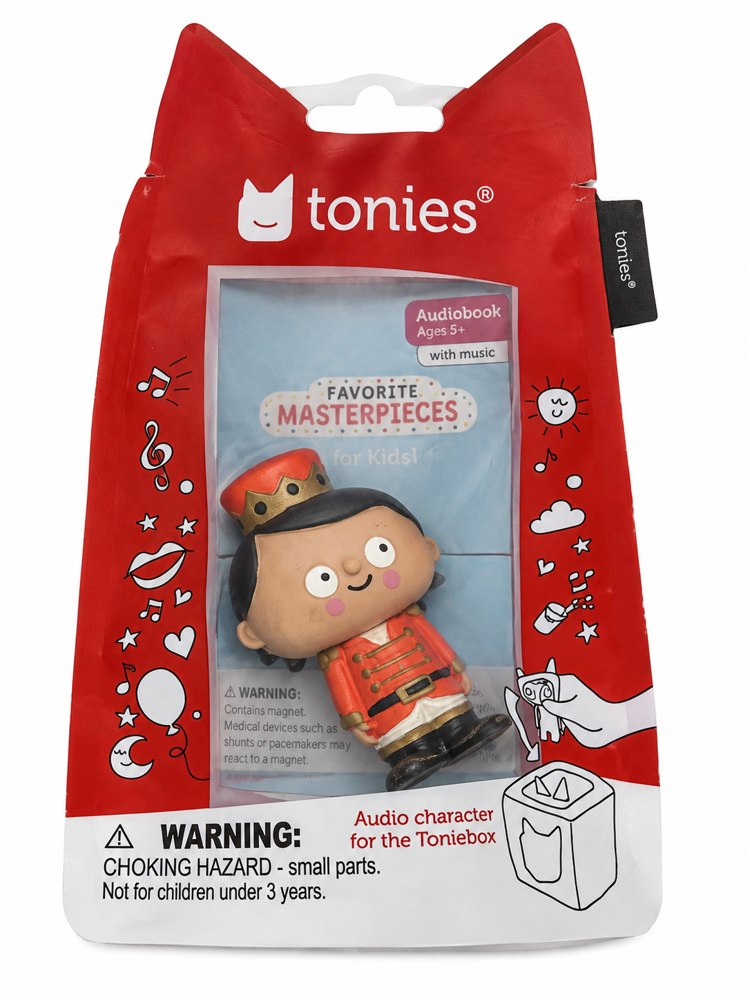 tonies®
tonies®
Audiobook
Ages 5+
with music
FAVORITE
MASTERPIECES
for Kids!
⚠ WARNING:
Contains magnet.
Medical devices such as
shunts or pacemakers may
react to a magnet.
Audio character
for the Toniebox
⚠ WARNING:
CHOKING HAZARD - small parts.
Not for children under 3 years.